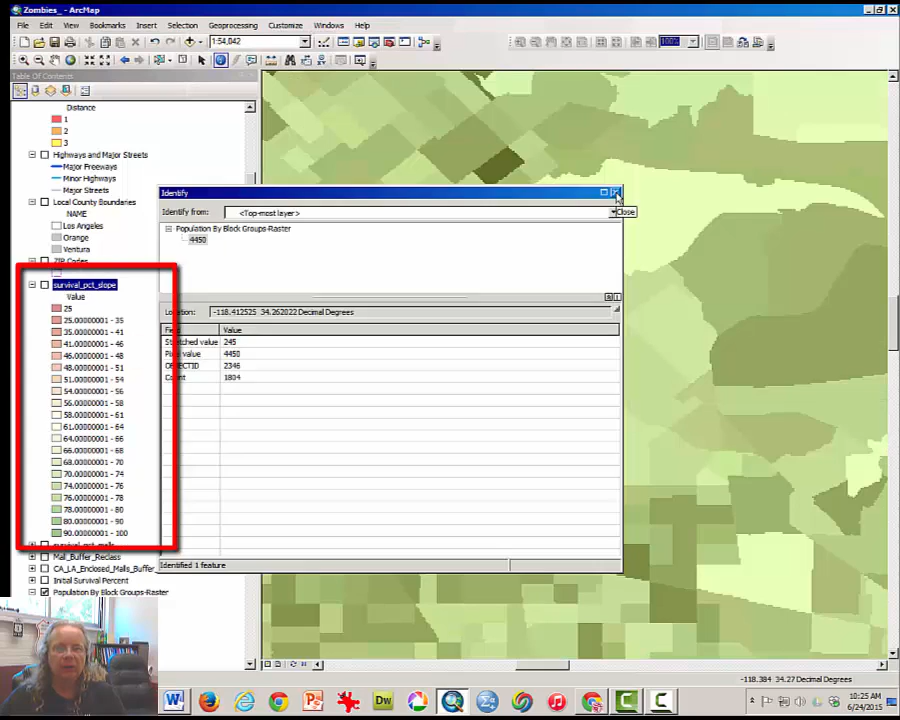 Zombies_ - ArcMap
File Edit View Bookmarks Insert Selection Geoprocessing Customize Windows Help
1:54,042
100%
Table Of Contents
Distance
1
2
3
Highways and Major Streets
Major Freeways
Minor Highways
Major Streets
Local County Boundaries
NAME
Los Angeles
Orange
Ventura
ZIP Codes
survival_pct_slope
Value
25
25.00000001 - 35
35.00000001 - 41
41.00000001 - 46
46.00000001 - 48
48.00000001 - 51
51.00000001 - 54
54.00000001 - 56
56.00000001 - 58
58.00000001 - 61
61.00000001 - 64
64.00000001 - 66
66.00000001 - 68
68.00000001 - 70
70.00000001 - 74
74.00000001 - 76
76.00000001 - 78
78.00000001 - 80
80.00000001 - 90
90.00000001 - 100
survival_pct_malls
Mall_Buffer_Reclass
CA_LA_Enclosed_Malls_Buffer_
Initial Survival Percent
Population By Block Groups-Raster
Identify
Identify from: <Top-most layer>
Close
Population By Block Groups-Raster
4450
Location: -118.412525 34.262022 Decimal Degrees
Field Value
Stretched value 245
Pixel value 4450
OBJECTID 2346
Count 1804
Identified 1 feature
-118.384 34.27 Decimal Degrees
10:25 AM
6/24/2015